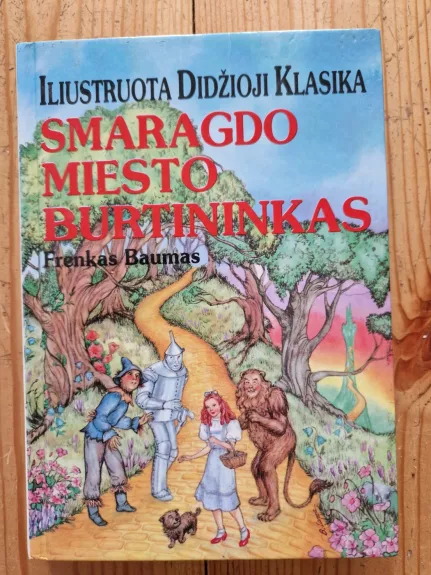 ILIUSTRUOTA DIDŽIOJI KLASIKA
SMARAGDO
MIESTO
BURTININKAS
Frenkas Baumas